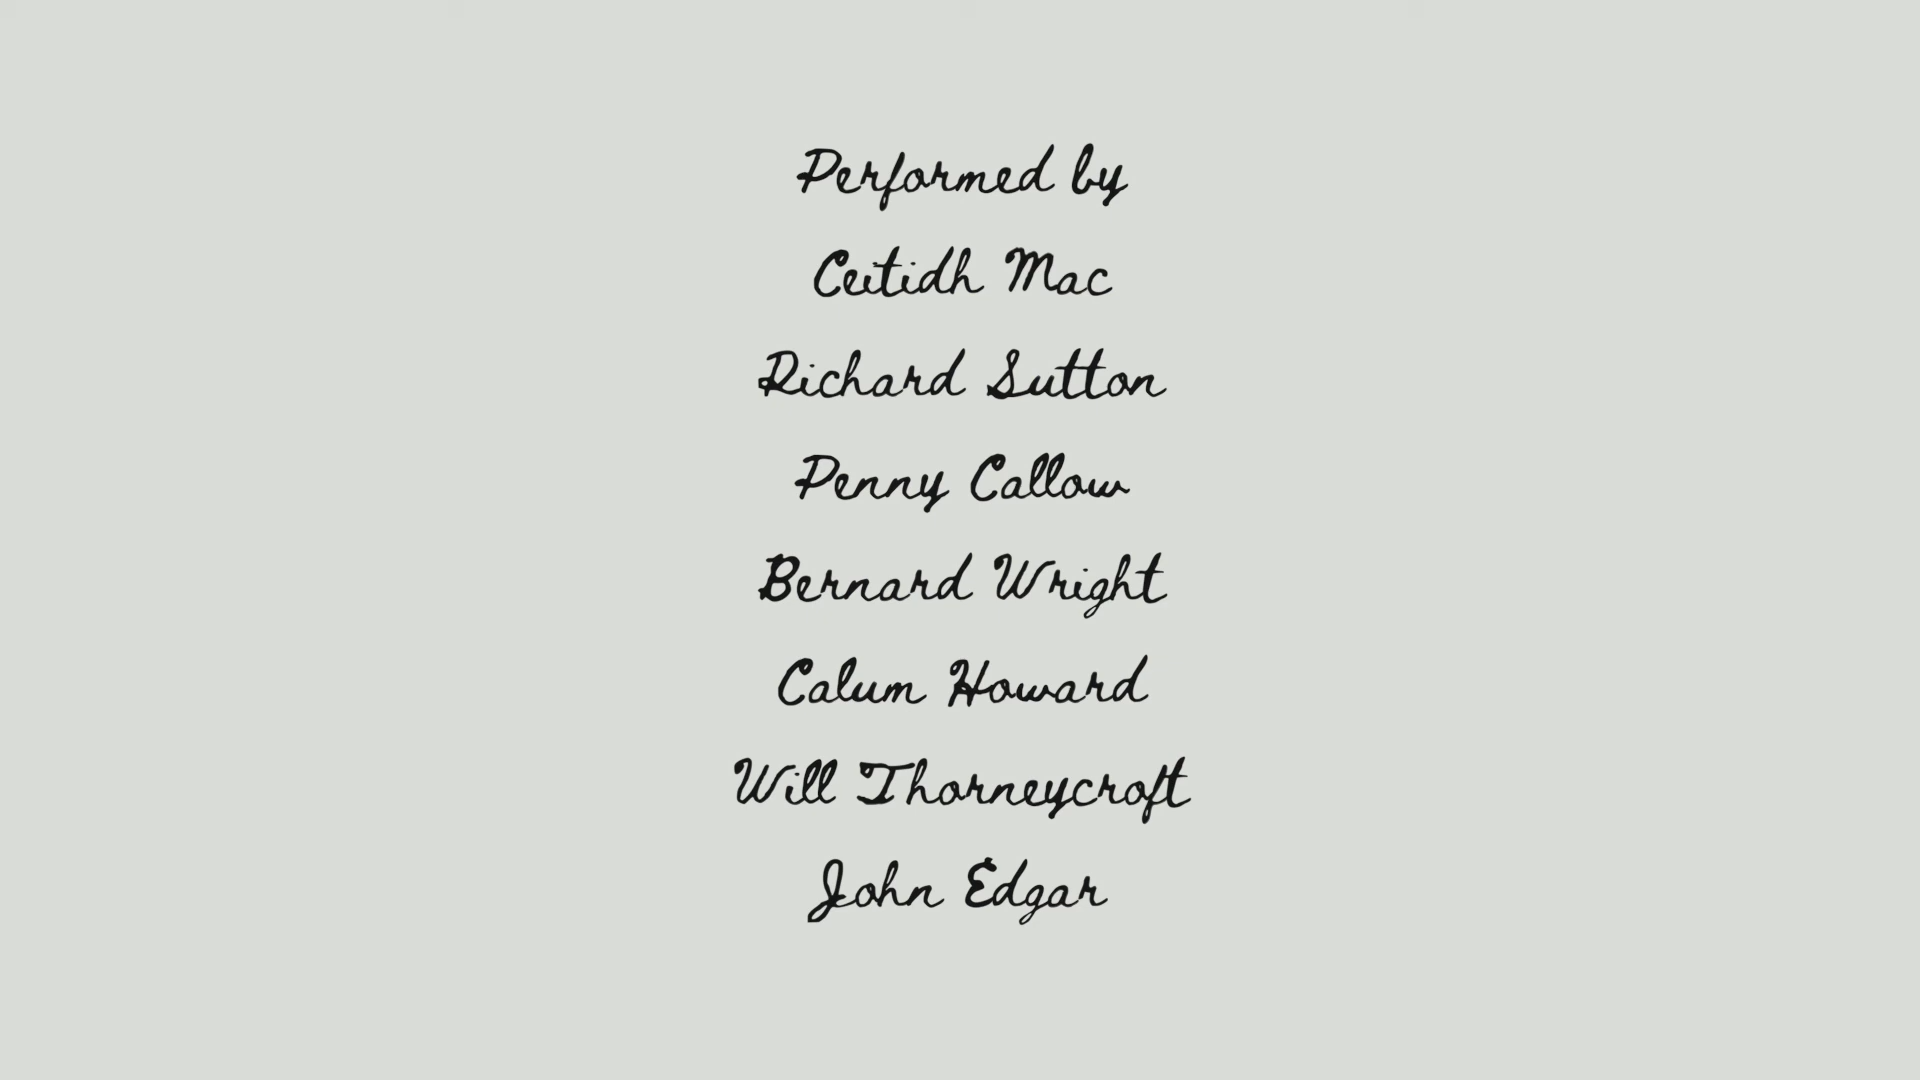 Performed by
Ceitidh Mac
Richard Sutton
Penny Callow
Bernard Wright
Calum Howard
Will Thorneycroft
John Edgar